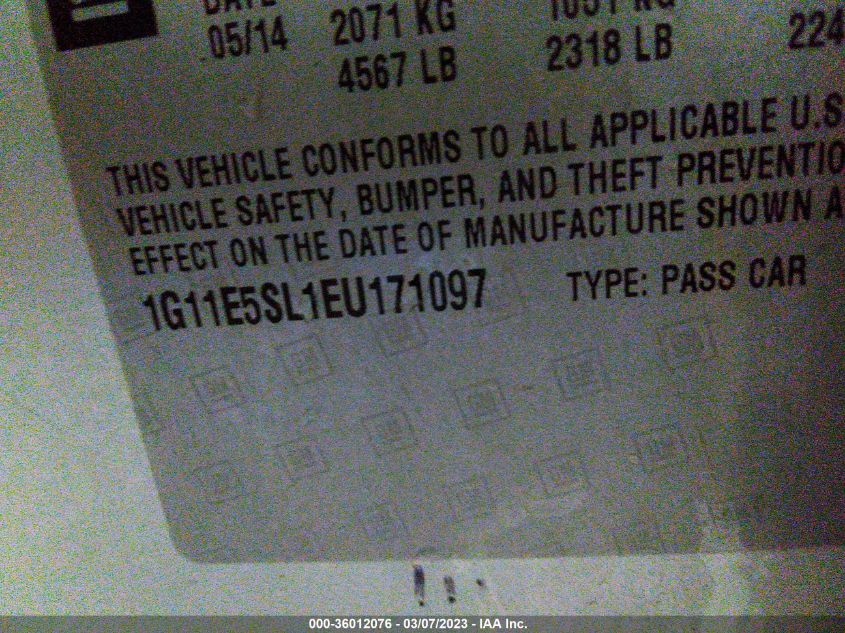 DATE
05/14 2071 KG
4567 LB 2318 LB 224
THIS VEHICLE CONFORMS TO ALL APPLICABLE U.S
VEHICLE SAFETY, BUMPER, AND THEFT PREVENTIO
EFFECT ON THE DATE OF MANUFACTURE SHOWN A
1G11E5SL1EU171097 TYPE: PASS CAR
000-36012076 - 03/07/2023 - IAA Inc.